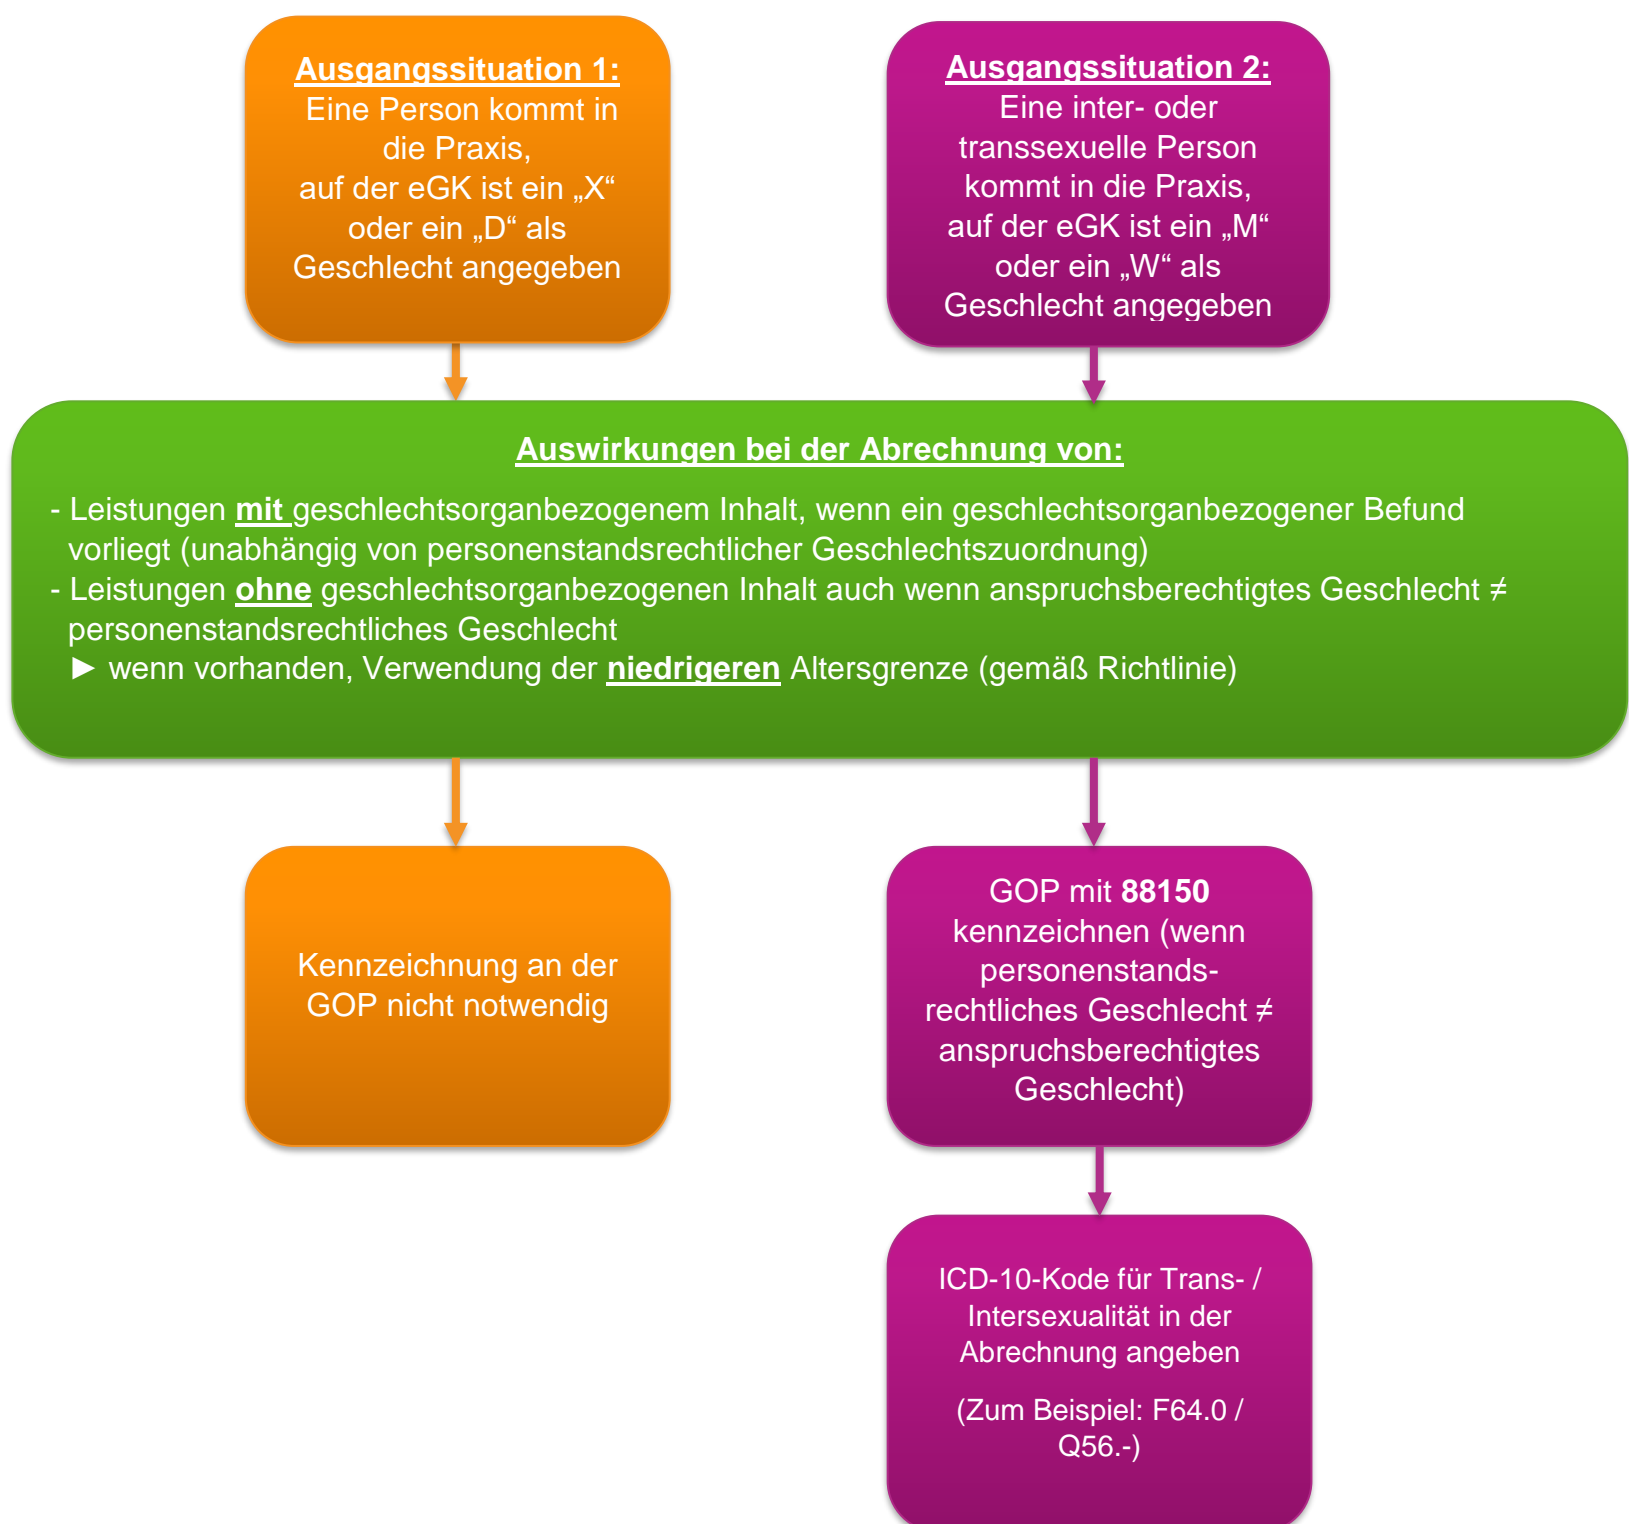 Ausgangssituation 1:
Eine Person kommt in
die Praxis,
auf der eGK ist ein „X“
oder ein „D“ als
Geschlecht angegeben
Ausgangssituation 2:
Eine inter- oder
transsexuelle Person
kommt in die Praxis,
auf der eGK ist ein „M“
oder ein „W“ als
Geschlecht angegeben
Auswirkungen bei der Abrechnung von:
- Leistungen mit geschlechtsorganbezogenem Inhalt, wenn ein geschlechtsorganbezogener Befund
vorliegt (unabhängig von personenstandsrechtlicher Geschlechtszuordnung)
- Leistungen ohne geschlechtsorganbezogenen Inhalt auch wenn anspruchsberechtigtes Geschlecht ≠
personenstandsrechtliches Geschlecht
► wenn vorhanden, Verwendung der niedrigeren Altersgrenze (gemäß Richtlinie)
Kennzeichnung an der
GOP nicht notwendig
GOP mit 88150
kennzeichnen (wenn
personenstands-
rechtliches Geschlecht ≠
anspruchsberechtigtes
Geschlecht)
ICD-10-Kode für Trans- /
Intersexualität in der
Abrechnung angeben
(Zum Beispiel: F64.0 /
Q56.-)